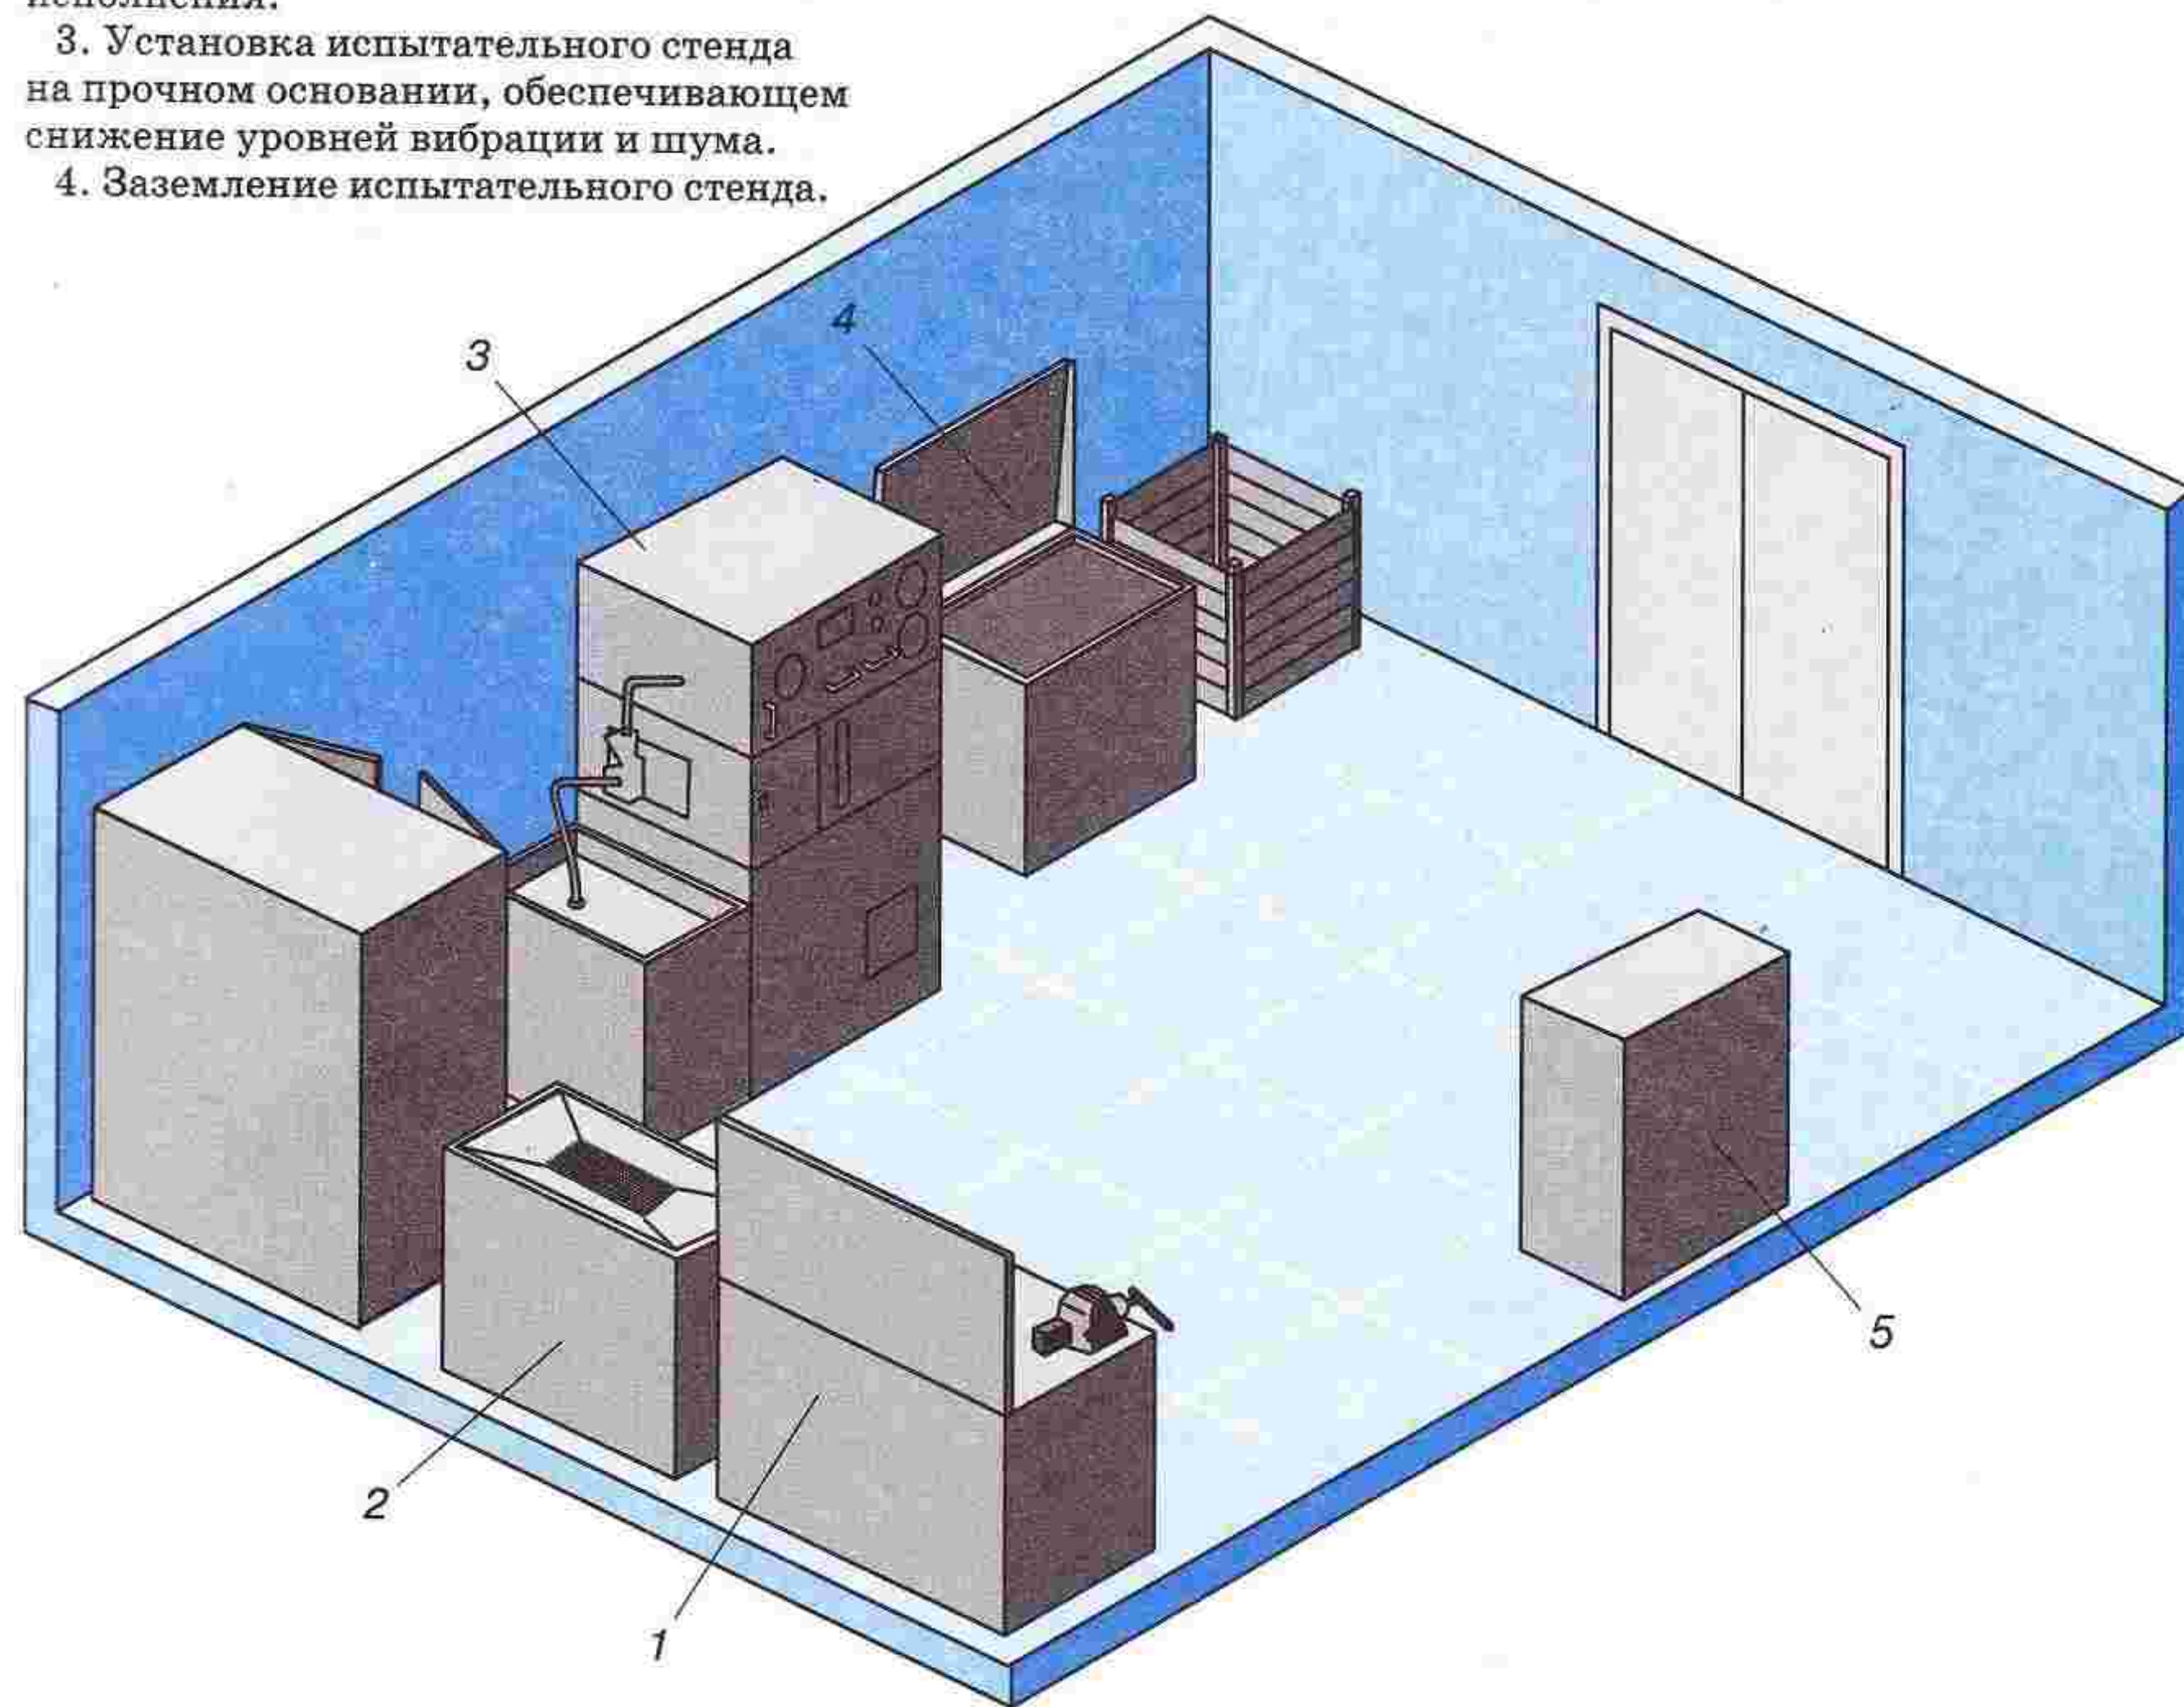 3. Установка испытательного стенда
на прочном основании, обеспечивающем
снижение уровней вибрации и шума.
4. Заземление испытательного стенда.
4
3
5
2
1